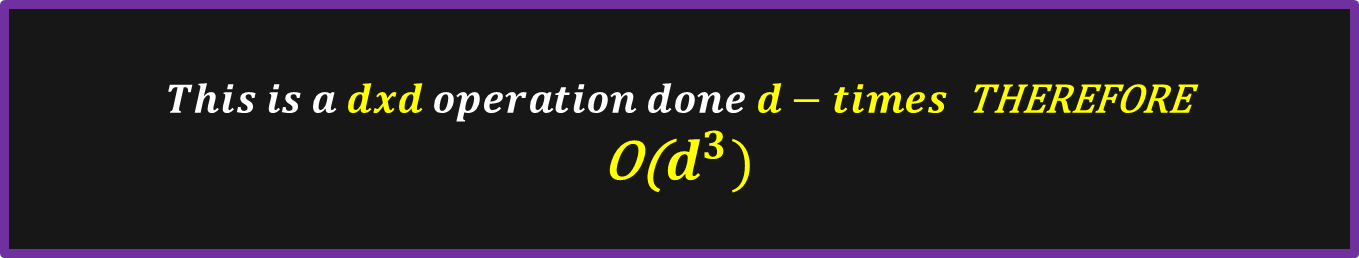 This is a dxd operation done d − times THEREFORE
O(d³)